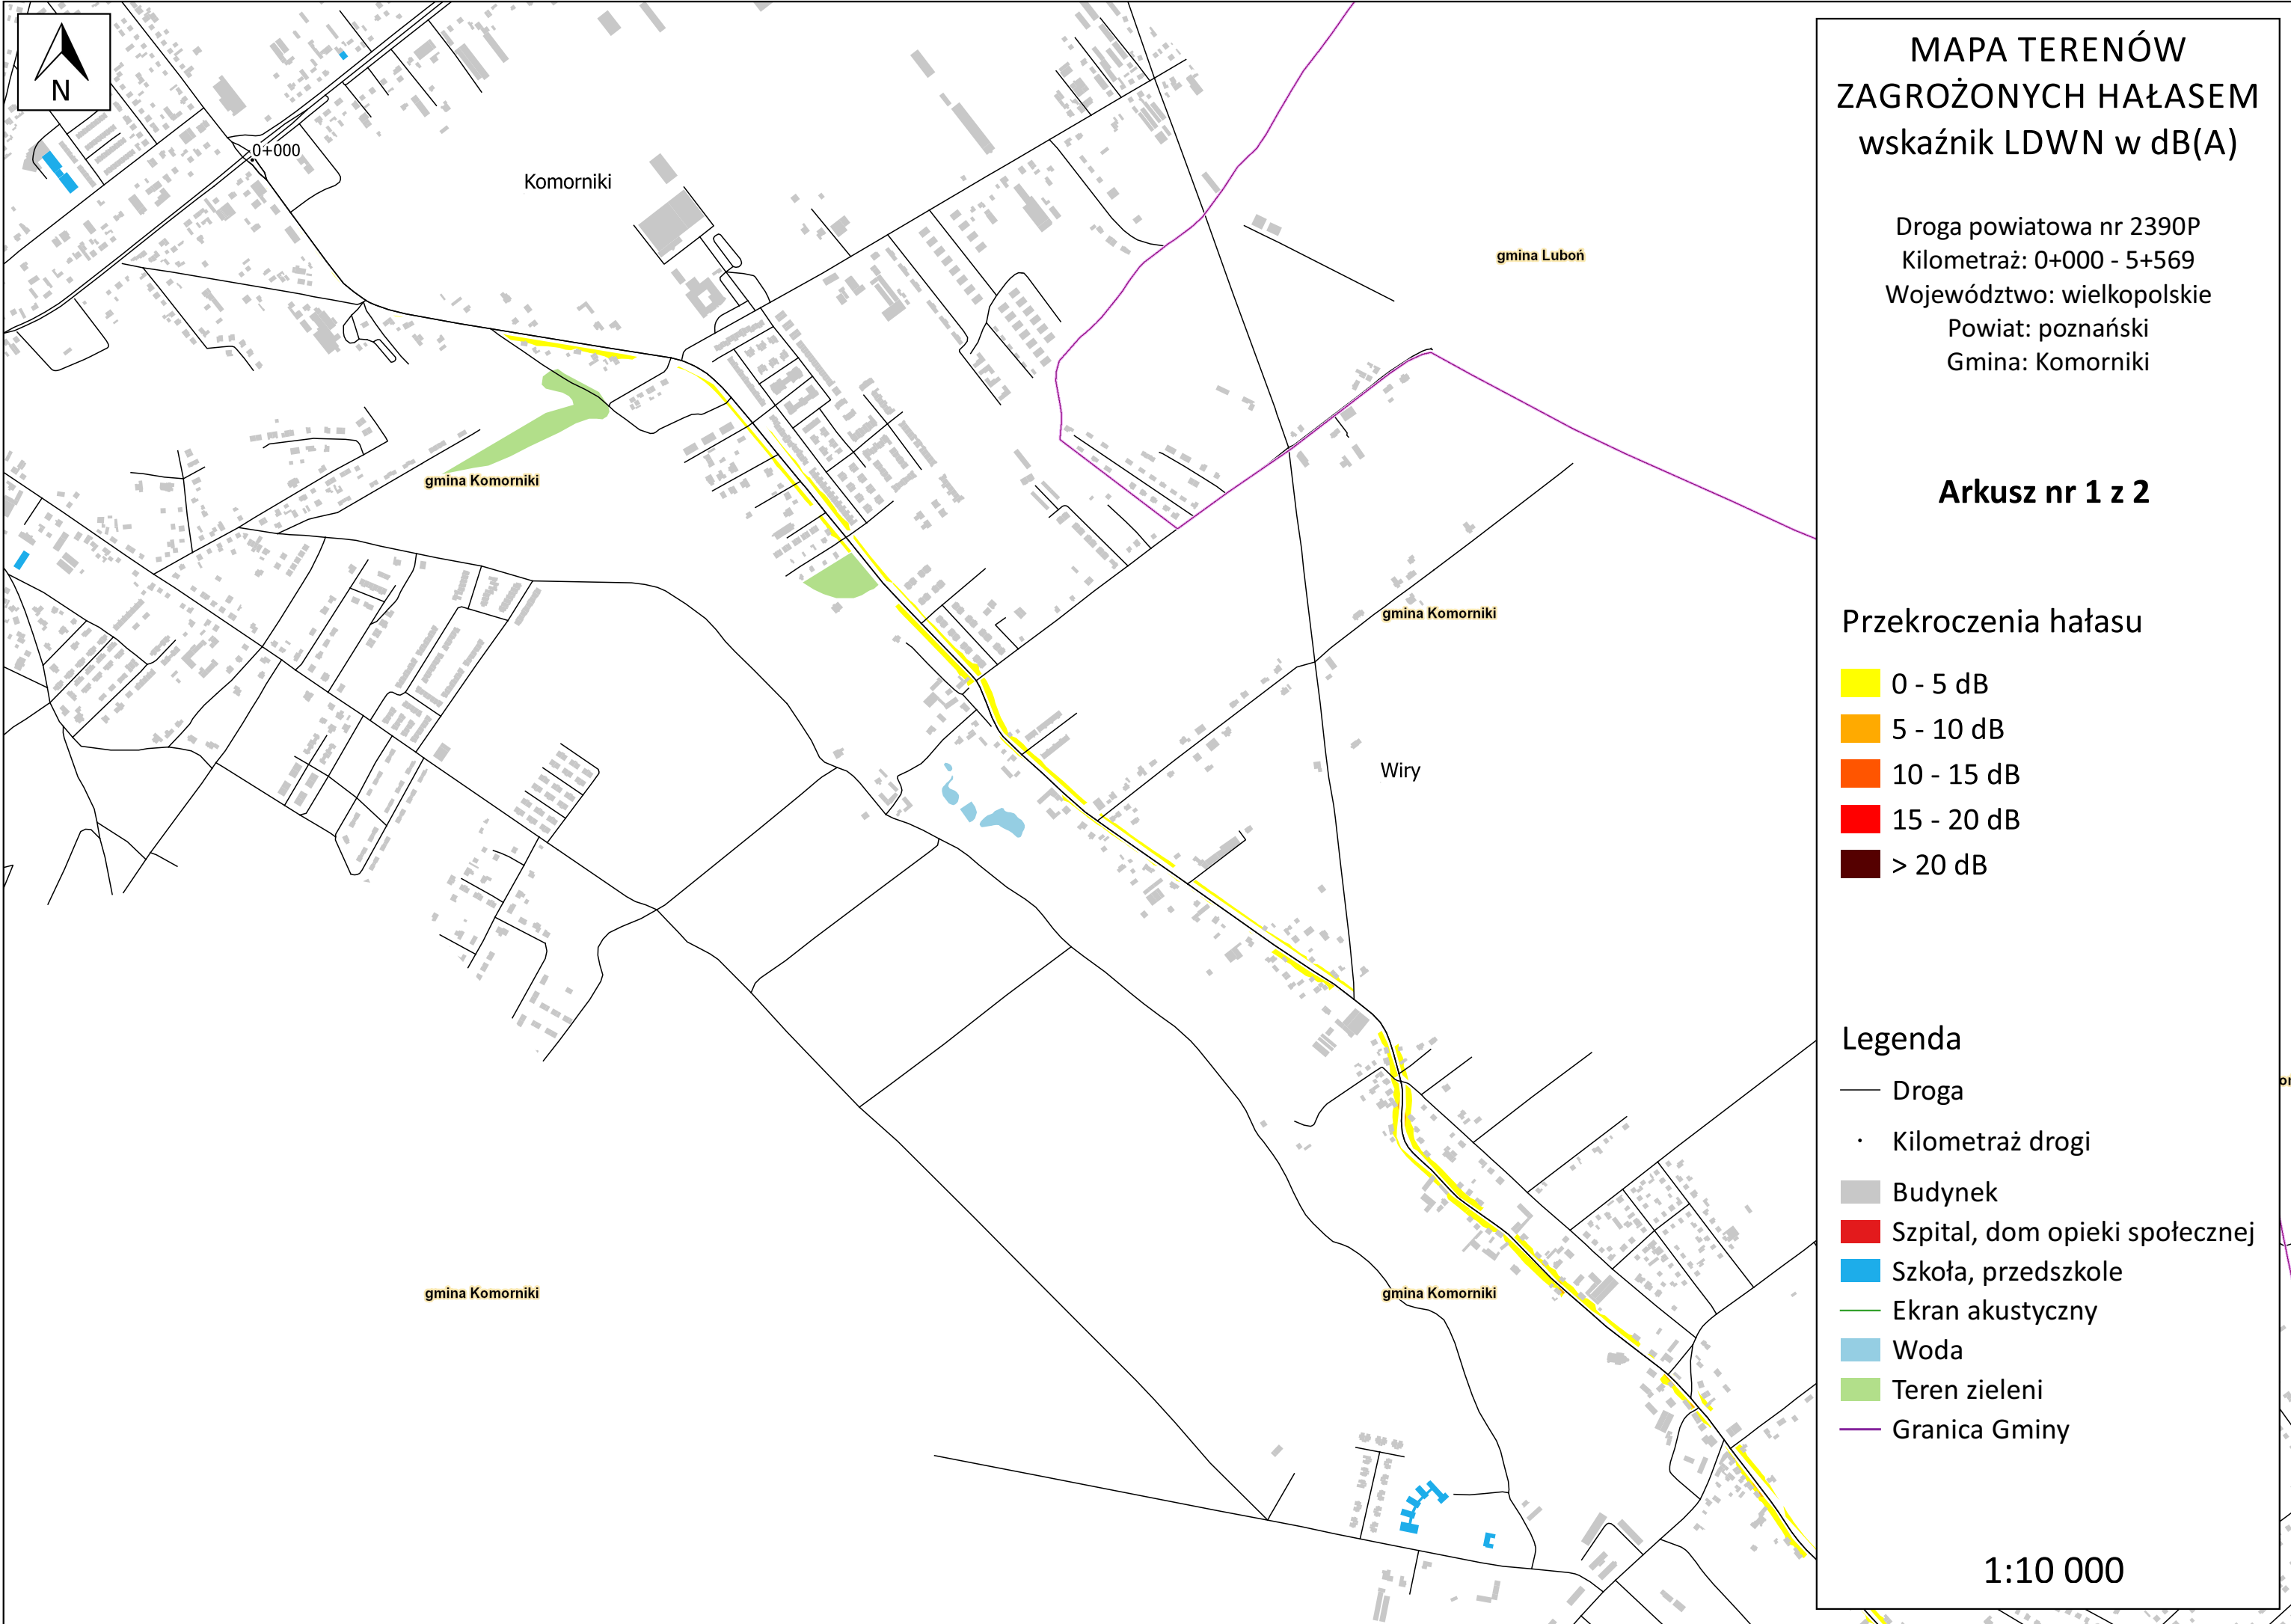 N
0+000
Komorniki
gmina Luboń
gmina Komorniki
gmina Komorniki
Wiry
gmina Komorniki
gmina Komorniki
MAPA TERENÓW
ZAGROŻONYCH HAŁASEM
wskaźnik LDWN w dB(A)
Droga powiatowa nr 2390P
Kilometraż: 0+000 - 5+569
Województwo: wielkopolskie
Powiat: poznański
Gmina: Komorniki
Arkusz nr 1 z 2
Przekroczenia hałasu
0 - 5 dB
5 - 10 dB
10 - 15 dB
15 - 20 dB
> 20 dB
Legenda
Droga
Kilometraż drogi
Budynek
Szpital, dom opieki społecznej
Szkoła, przedszkole
Ekran akustyczny
Woda
Teren zieleni
Granica Gminy
1:10 000